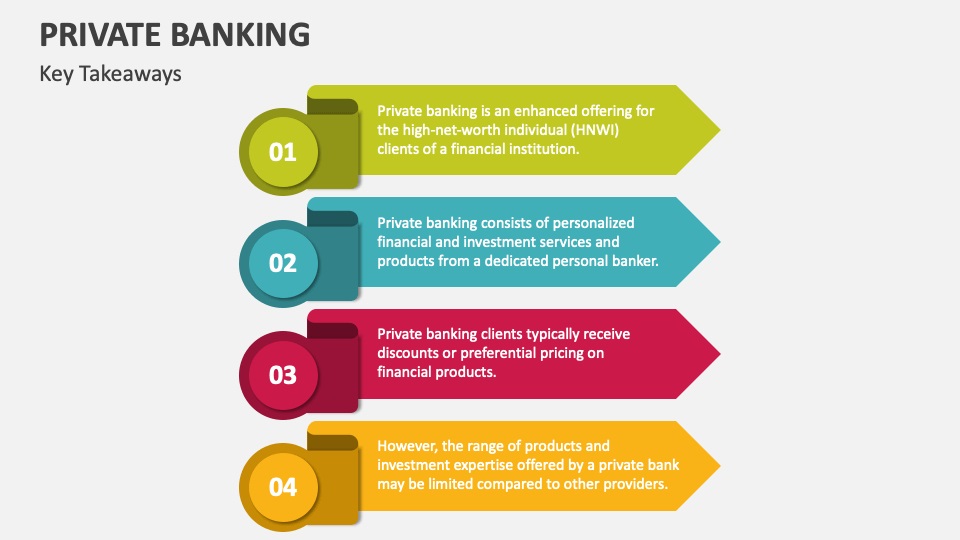 PRIVATE BANKING
Key Takeaways
01
Private banking is an enhanced offering for
the high-net-worth individual (HNWI)
clients of a financial institution.
02
Private banking consists of personalized
financial and investment services and
products from a dedicated personal banker.
03
Private banking clients typically receive
discounts or preferential pricing on
financial products.
04
However, the range of products and
investment expertise offered by a private bank
may be limited compared to other providers.